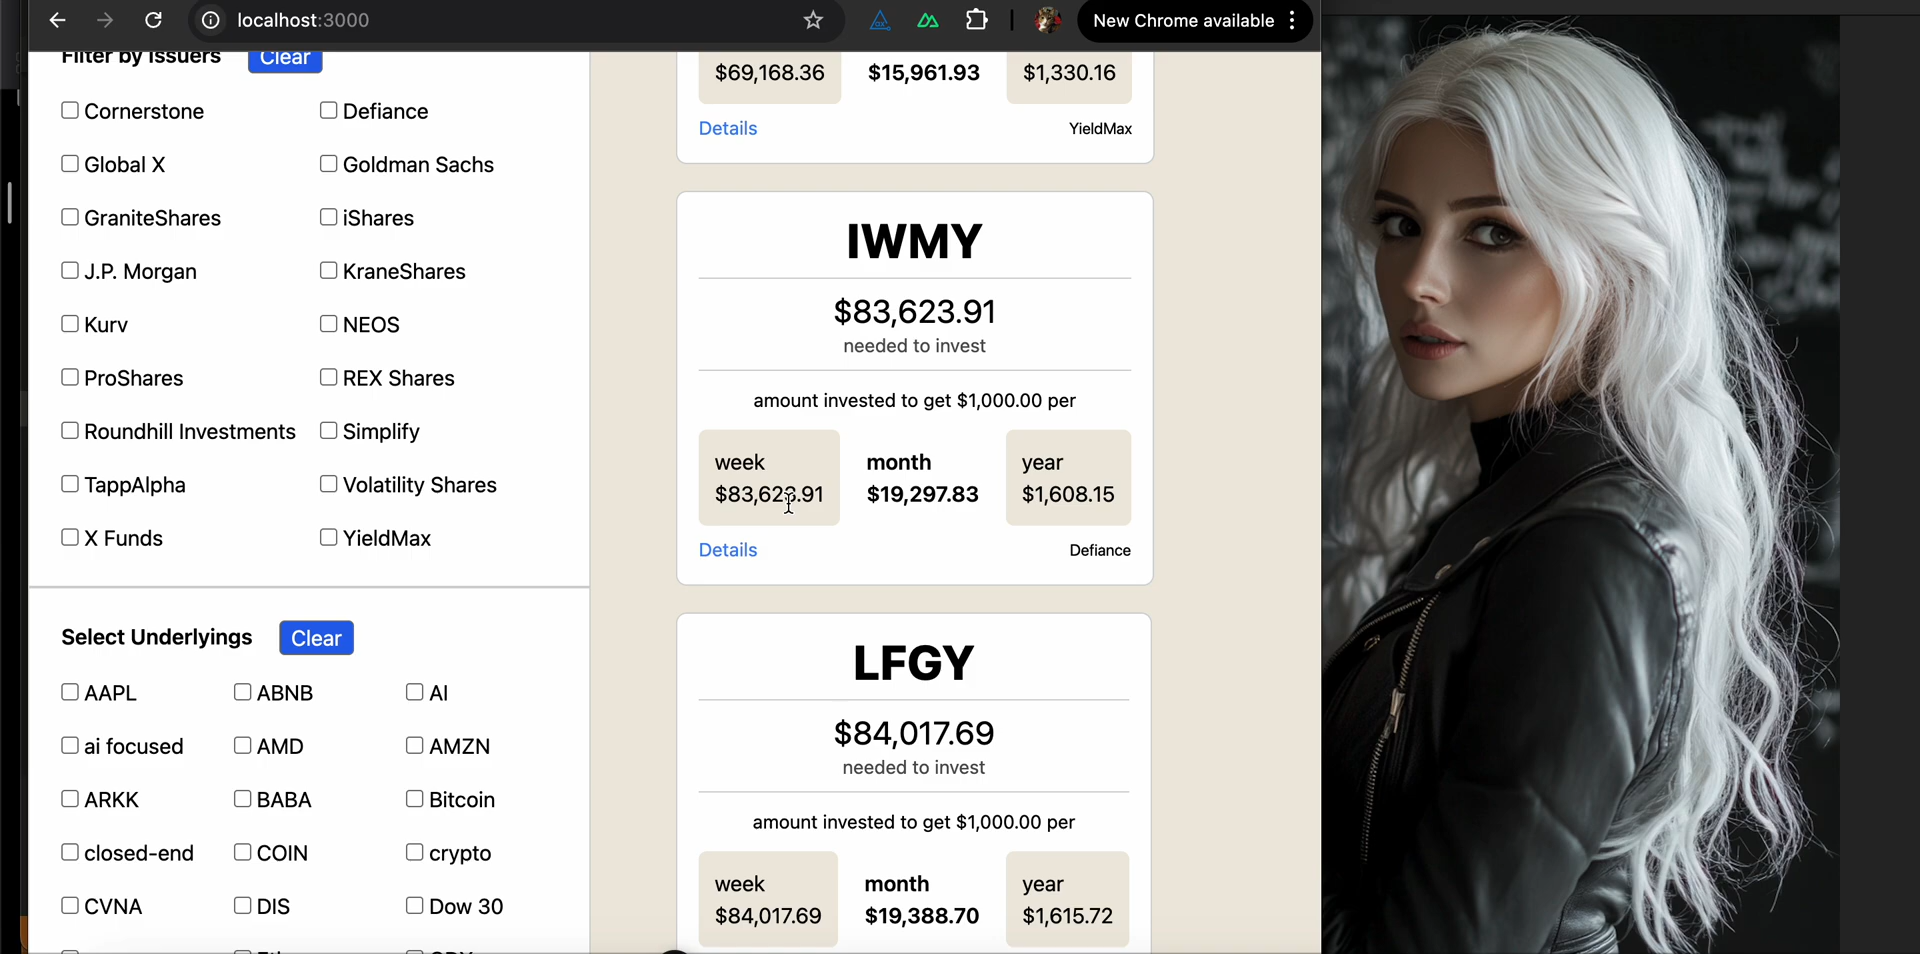 localhost:3000
New Chrome available
Filter by Issuers
Clear
Cornerstone
Defiance
Global X
Goldman Sachs
GraniteShares
iShares
J.P. Morgan
KraneShares
Kurv
NEOS
ProShares
REX Shares
Roundhill Investments
Simplify
TappAlpha
Volatility Shares
X Funds
YieldMax
Select Underlyings
Clear
AAPL
ABNB
AI
ai focused
AMD
AMZN
ARKK
BABA
Bitcoin
closed-end
COIN
crypto
CVNA
DIS
Dow 30
$69,168.36
$15,961.93
$1,330.16
Details
YieldMax
IWMY
$83,623.91
needed to invest
amount invested to get $1,000.00 per
week
month
year
$83,623.91
$19,297.83
$1,608.15
Details
Defiance
LFGY
$84,017.69
needed to invest
amount invested to get $1,000.00 per
week
month
year
$84,017.69
$19,388.70
$1,615.72